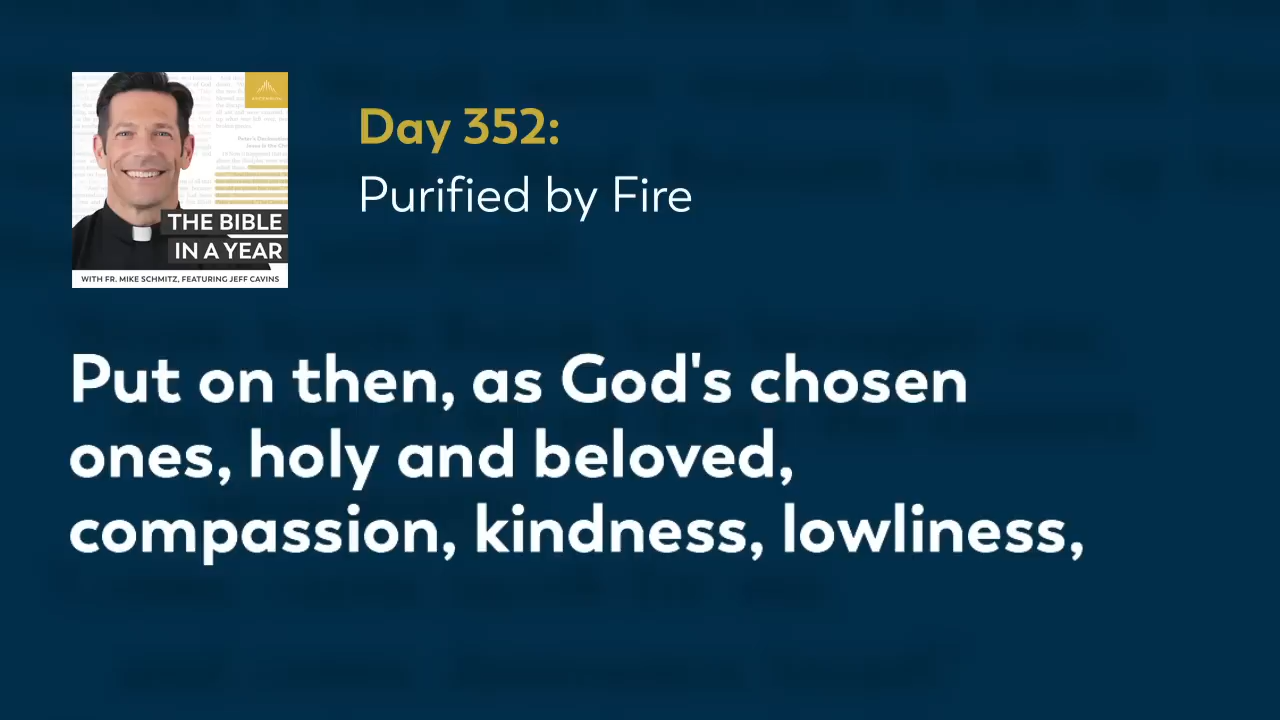 Day 352:
Purified by Fire
THE BIBLE
IN A YEAR
WITH FR. MIKE SCHMITZ, FEATURING JEFF CAVINS
Put on then, as God's chosen
ones, holy and beloved,
compassion, kindness, lowliness,